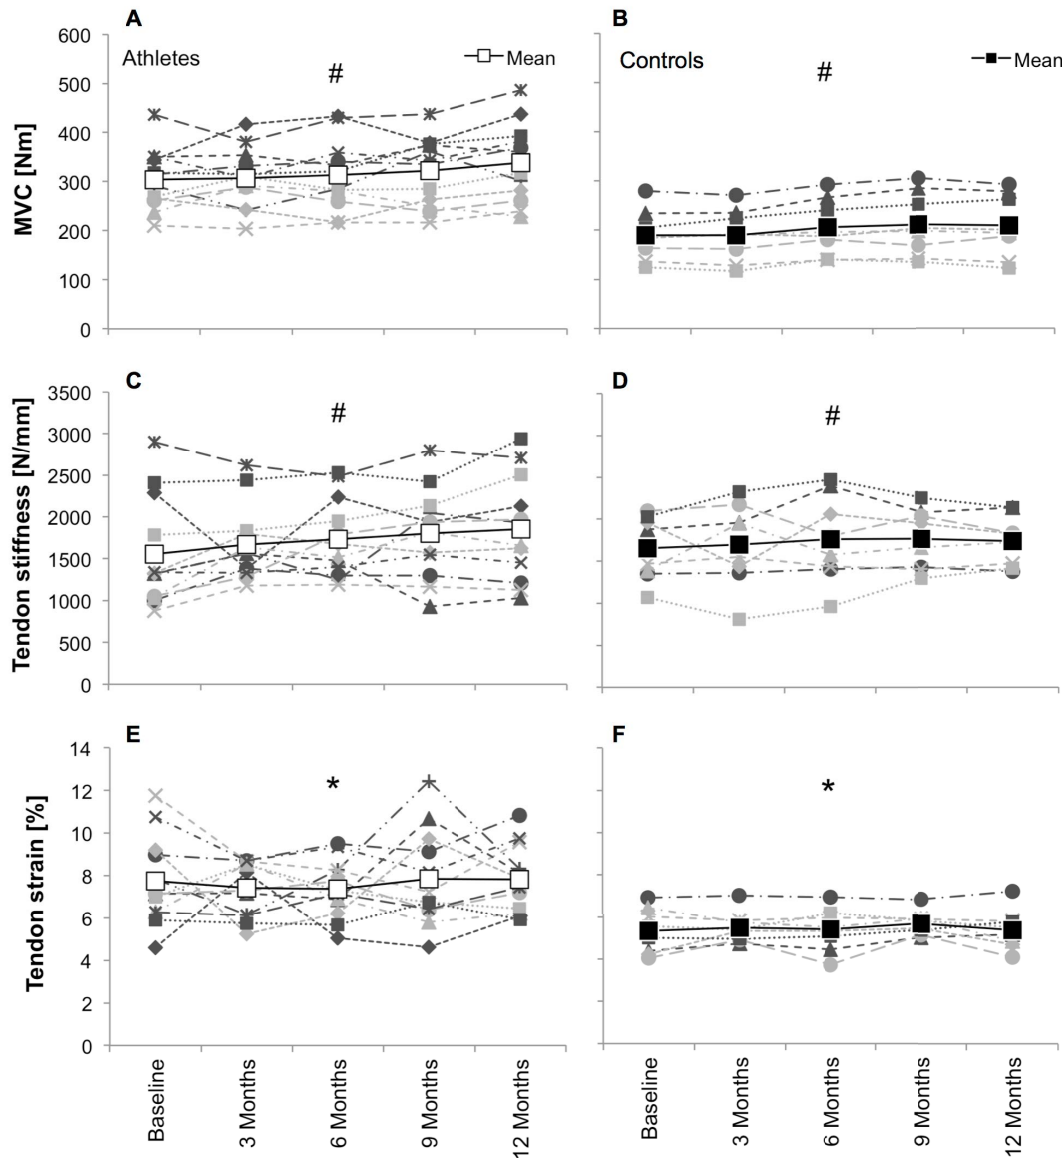 A
B
MVC [Nm]
600
500
400
300
200
100
0
Athletes
Mean
#
Controls
Mean
#
C
D
Tendon stiffness [N/mm]
3500
3000
2500
2000
1500
1000
500
0
#
#
E
F
Tendon strain [%]
14
12
10
8
6
4
2
0
*
*
Baseline
3 Months
6 Months
9 Months
12 Months
Baseline
3 Months
6 Months
9 Months
12 Months